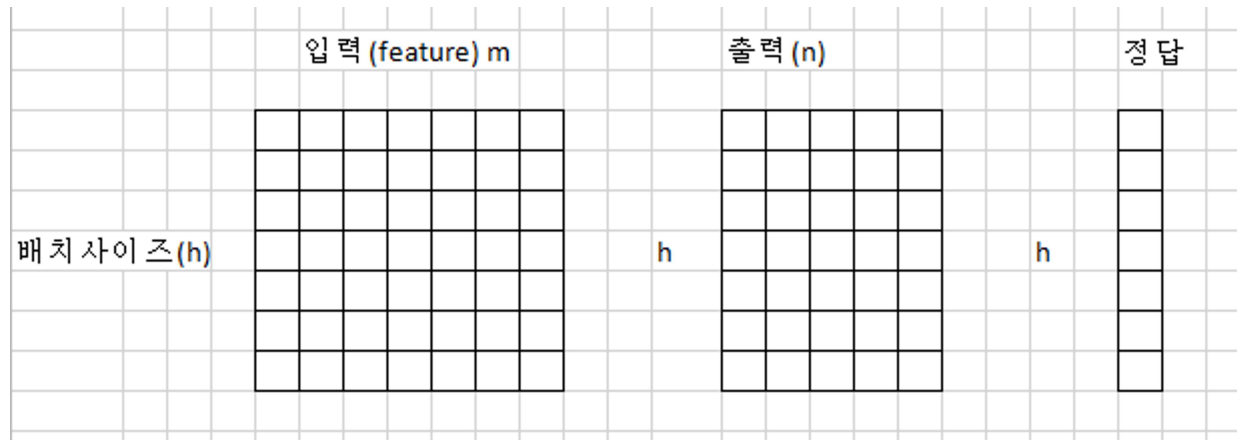 입력(feature) m
출력(n)
정답
배치사이즈(h)
h
h